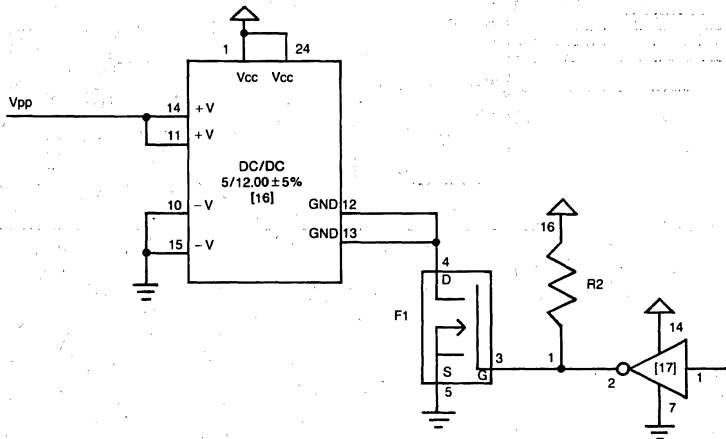 1 24
Vcc Vcc
Vpp
14 +V
11 +V
DC/DC
5/12.00 ± 5%
[16]
10 −V
GND 12
GND 13
15 −V
16
R2
4
D
F1
14
3
1
[17]
1
2
S
G
5
7